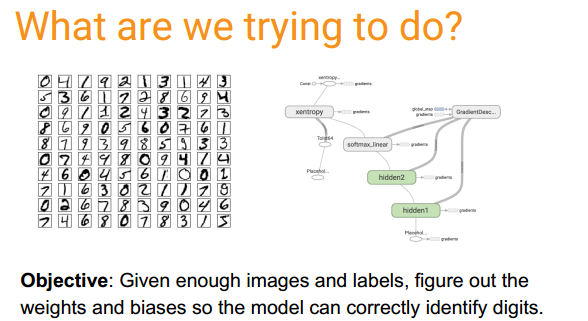 What are we trying to do?
0 4 1 9 2 1 3 1 4 3
5 3 6 1 7 2 8 6 9 4
0 9 1 1 2 4 3 2 7 3
8 6 9 0 5 6 0 7 6 1
8 7 9 3 9 8 5 9 3 3
0 7 4 9 8 0 9 4 1 4
4 6 0 4 5 6 1 0 0 1
7 1 6 3 0 2 1 1 7 9
0 2 6 7 8 3 9 0 4 6
7 4 6 8 0 7 8 3 1 5
xentropy...
Const gradients
xentropy gradients
global_step
gradients
GradientDesc...
ToInt64
softmax_linear gradients
Placehol...
hidden2 gradients
hidden1 gradients
Placehol...
gradients
Objective: Given enough images and labels, figure out the
weights and biases so the model can correctly identify digits.